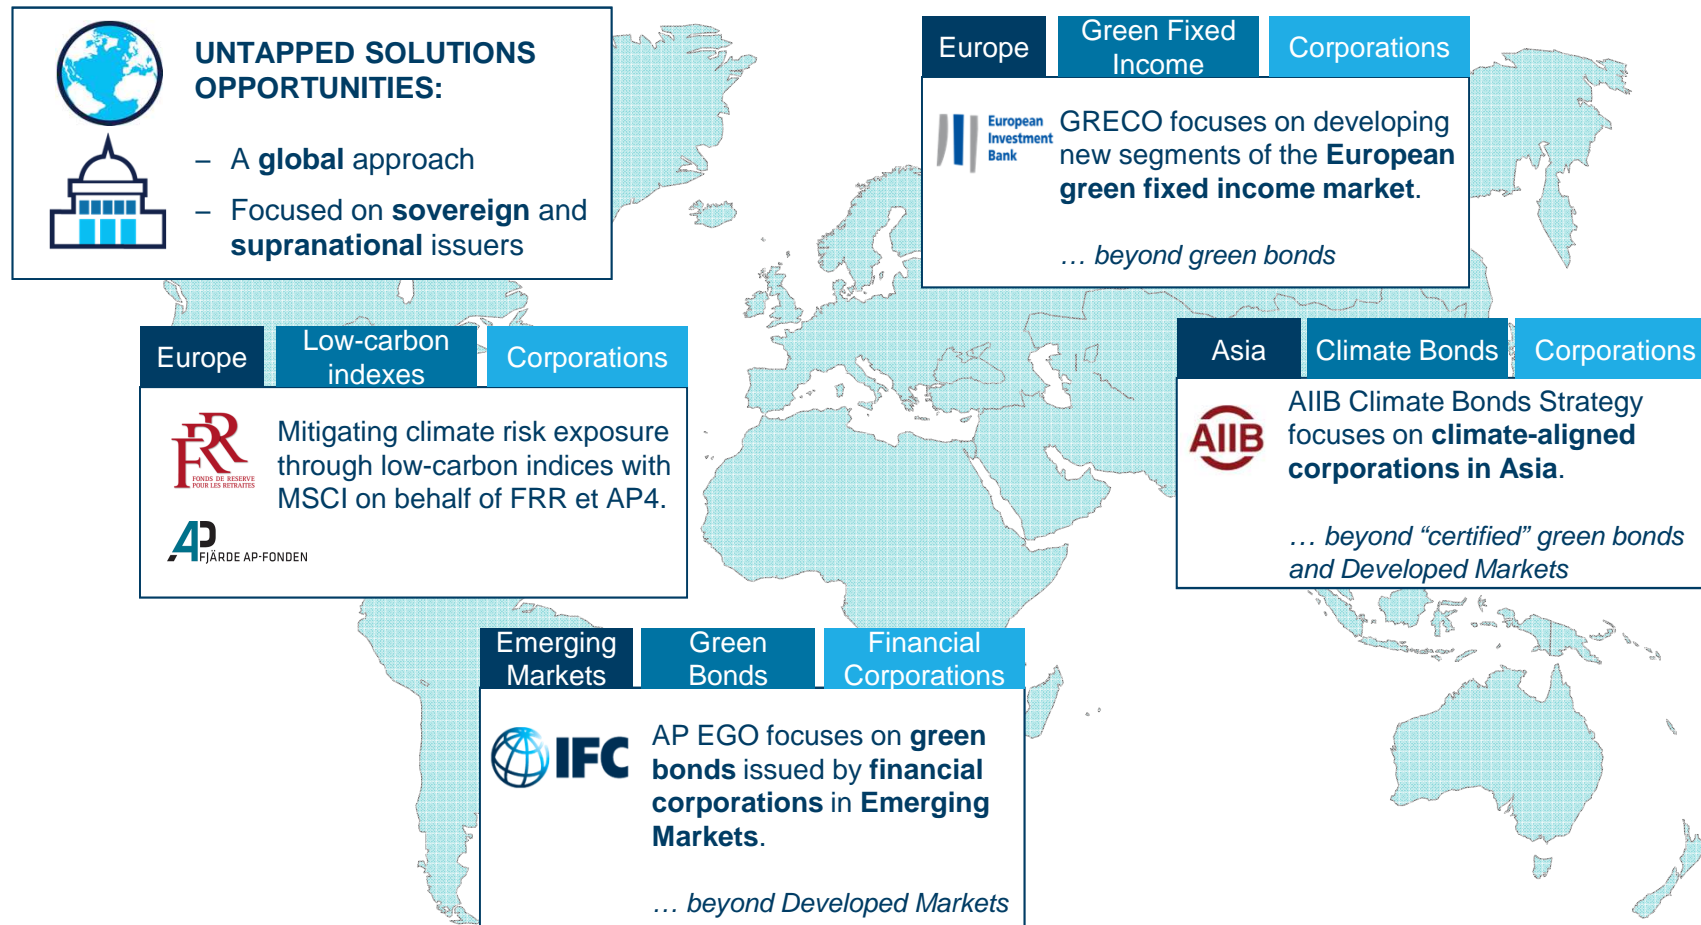 UNTAPPED SOLUTIONS
OPPORTUNITIES:
– A global approach
– Focused on sovereign and
supranational issuers
Europe
Green Fixed
Income
Corporations
European
Investment
Bank
GRECO focuses on developing
new segments of the European
green fixed income market.
… beyond green bonds
Europe
Low-carbon
indexes
Corporations
FRR
FONDS DE RESERVE
POUR LES RETRAITES
Mitigating climate risk exposure
through low-carbon indices with
MSCI on behalf of FRR et AP4.
AP4
FJÄRDE AP-FONDEN
Asia
Climate Bonds
Corporations
AIIB
AIIB Climate Bonds Strategy
focuses on climate-aligned
corporations in Asia.
… beyond “certified” green bonds
and Developed Markets
Emerging
Markets
Green
Bonds
Financial
Corporations
IFC
AP EGO focuses on green
bonds issued by financial
corporations in Emerging
Markets.
… beyond Developed Markets